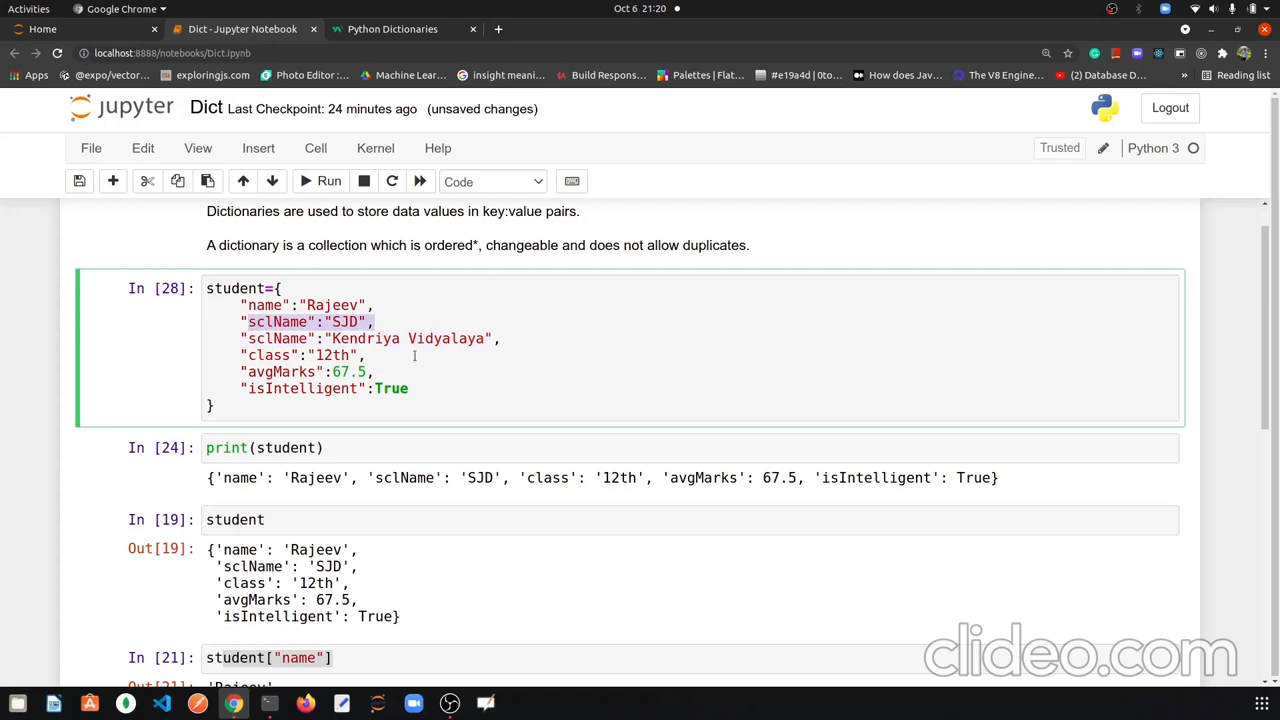 Activities Google Chrome Oct 6 21:20
Home Dict - Jupyter Notebook Python Dictionaries
localhost:8888/notebooks/Dict.ipynb
Apps @expo/vector... exploringjs.com Photo Editor :... Machine Lear... insight meani... Build Respons... Palettes | Flat... #e19a4d | 0to... How does Jav... The V8 Engine... (2) Database D... » Reading list
jupyter Dict Last Checkpoint: 24 minutes ago (unsaved changes) Logout
File Edit View Insert Cell Kernel Help Trusted Python 3
Run Code
Dictionaries are used to store data values in key:value pairs.
A dictionary is a collection which is ordered*, changeable and does not allow duplicates.
In [28]: student={
"name":"Rajeev",
"sclName":"SJD",
"sclName":"Kendriya Vidyalaya",
"class":"12th",
"avgMarks":67.5,
"isIntelligent":True
}
In [24]: print(student)
{'name': 'Rajeev', 'sclName': 'SJD', 'class': '12th', 'avgMarks': 67.5, 'isIntelligent': True}
In [19]: student
Out[19]: {'name': 'Rajeev',
'sclName': 'SJD',
'class': '12th',
'avgMarks': 67.5,
'isIntelligent': True}
In [21]: student["name"]
Out[21]: 'Rajeev'
clideo.com